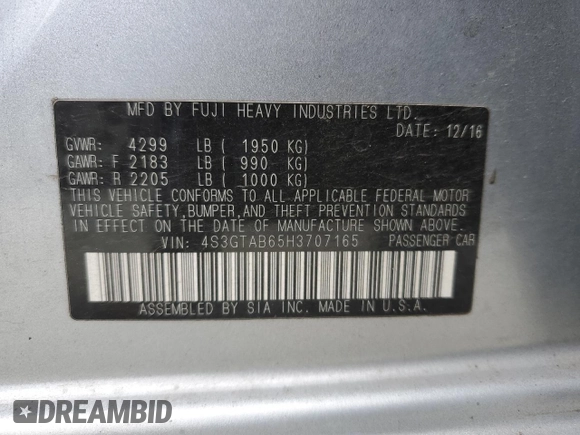 MFD BY FUJI HEAVY INDUSTRIES LTD.
DATE: 12/16
GVWR: 4299 LB ( 1950 KG)
GAWR: F 2183 LB ( 990 KG)
GAWR: R 2205 LB ( 1000 KG)
THIS VEHICLE CONFORMS TO ALL APPLICABLE FEDERAL MOTOR
VEHICLE SAFETY,BUMPER,AND THEFT PREVENTION STANDARDS
IN EFFECT ON THE DATE OF MANUFACTURE SHOWN ABOVE.
VIN: 4S3GTAB65H3707165 PASSENGER CAR
ASSEMBLED BY SIA INC. MADE IN U.S.A.
DREAMBID